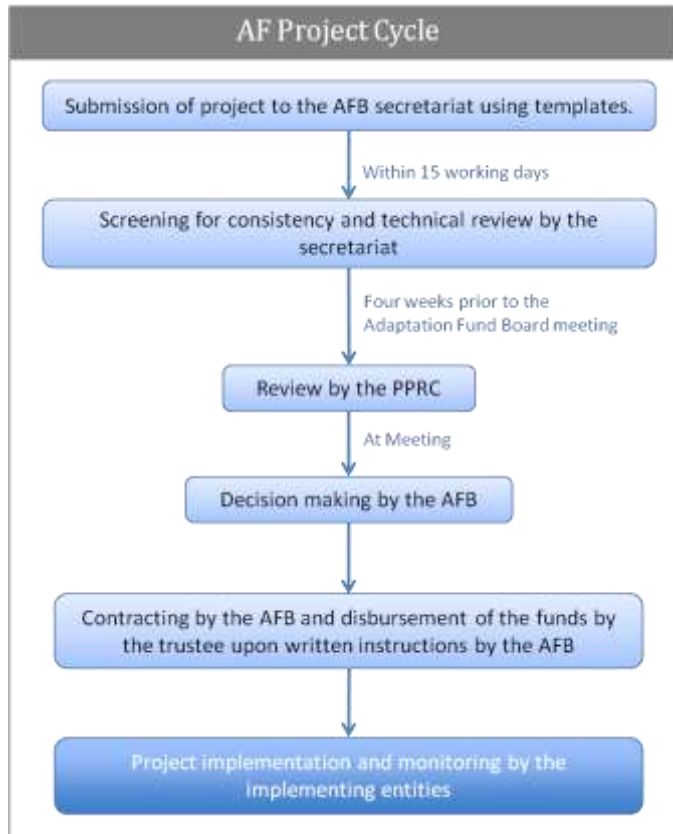 AF Project Cycle
Submission of project to the AFB secretariat using templates.
Within 15 working days
Screening for consistency and technical review by the
secretariat
Four weeks prior to the
Adaptation Fund Board meeting
Review by the PPRC
At Meeting
Decision making by the AFB
Contracting by the AFB and disbursement of the funds by
the trustee upon written instructions by the AFB
Project implementation and monitoring by the
implementing entities